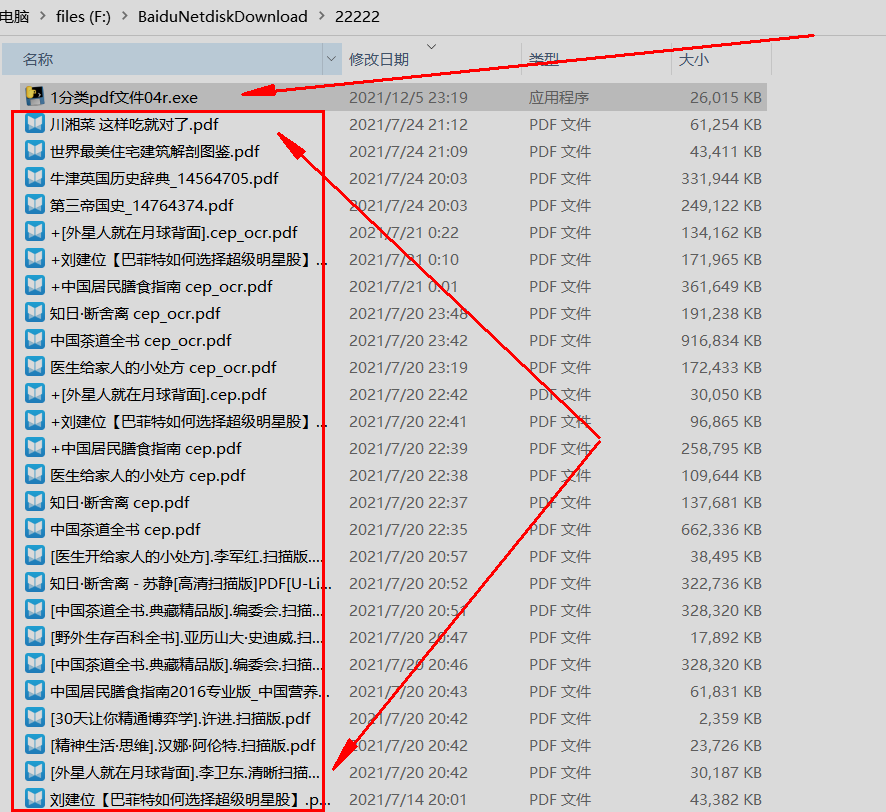 电脑 > files (F:) > BaiduNetdiskDownload > 22222
名称 修改日期 类型 大小
1分类pdf文件04r.exe 2021/12/5 23:19 应用程序 26,015 KB
川湘菜 这样吃就对了.pdf 2021/7/24 21:12 PDF 文件 61,254 KB
世界最美住宅建筑解剖图鉴.pdf 2021/7/24 21:09 PDF 文件 43,411 KB
牛津英国历史辞典_14564705.pdf 2021/7/24 20:03 PDF 文件 331,944 KB
第三帝国史_14764374.pdf 2021/7/24 20:03 PDF 文件 249,122 KB
+[外星人就在月球背面].cep_ocr.pdf 2021/7/21 0:22 PDF 文件 134,162 KB
+刘建位【巴菲特如何选择超级明星股】... 2021/7/21 0:10 PDF 文件 171,965 KB
+中国居民膳食指南 cep_ocr.pdf 2021/7/21 0:01 PDF 文件 361,649 KB
知日·断舍离 cep_ocr.pdf 2021/7/20 23:48 PDF 文件 191,238 KB
中国茶道全书 cep_ocr.pdf 2021/7/20 23:42 PDF 文件 916,834 KB
医生给家人的小处方 cep_ocr.pdf 2021/7/20 23:19 PDF 文件 172,433 KB
+[外星人就在月球背面].cep.pdf 2021/7/20 22:42 PDF 文件 30,050 KB
+刘建位【巴菲特如何选择超级明星股】... 2021/7/20 22:41 PDF 文件 96,865 KB
+中国居民膳食指南 cep.pdf 2021/7/20 22:39 PDF 文件 258,795 KB
医生给家人的小处方 cep.pdf 2021/7/20 22:38 PDF 文件 109,644 KB
知日·断舍离 cep.pdf 2021/7/20 22:37 PDF 文件 137,681 KB
中国茶道全书 cep.pdf 2021/7/20 22:35 PDF 文件 662,336 KB
[医生开给家人的小处方].李军红.扫描版.... 2021/7/20 20:57 PDF 文件 38,495 KB
知日·断舍离 - 苏静[高清扫描版]PDF[U-Li... 2021/7/20 20:52 PDF 文件 322,736 KB
[中国茶道全书.典藏精品版].编委会.扫描... 2021/7/20 20:51 PDF 文件 328,320 KB
[野外生存百科全书].亚历山大·史迪威.扫... 2021/7/20 20:47 PDF 文件 17,892 KB
[中国茶道全书.典藏精品版].编委会.扫描... 2021/7/20 20:46 PDF 文件 328,320 KB
中国居民膳食指南2016专业版_中国营养... 2021/7/20 20:43 PDF 文件 61,831 KB
[30天让你精通博弈学].许进.扫描版.pdf 2021/7/20 20:42 PDF 文件 2,359 KB
[精神生活·思维].汉娜·阿伦特.扫描版.pdf 2021/7/20 20:42 PDF 文件 23,726 KB
[外星人就在月球背面].李卫东.清晰扫描... 2021/7/20 20:42 PDF 文件 30,187 KB
刘建位【巴菲特如何选择超级明星股】.p... 2021/7/14 20:01 PDF 文件 43,382 KB